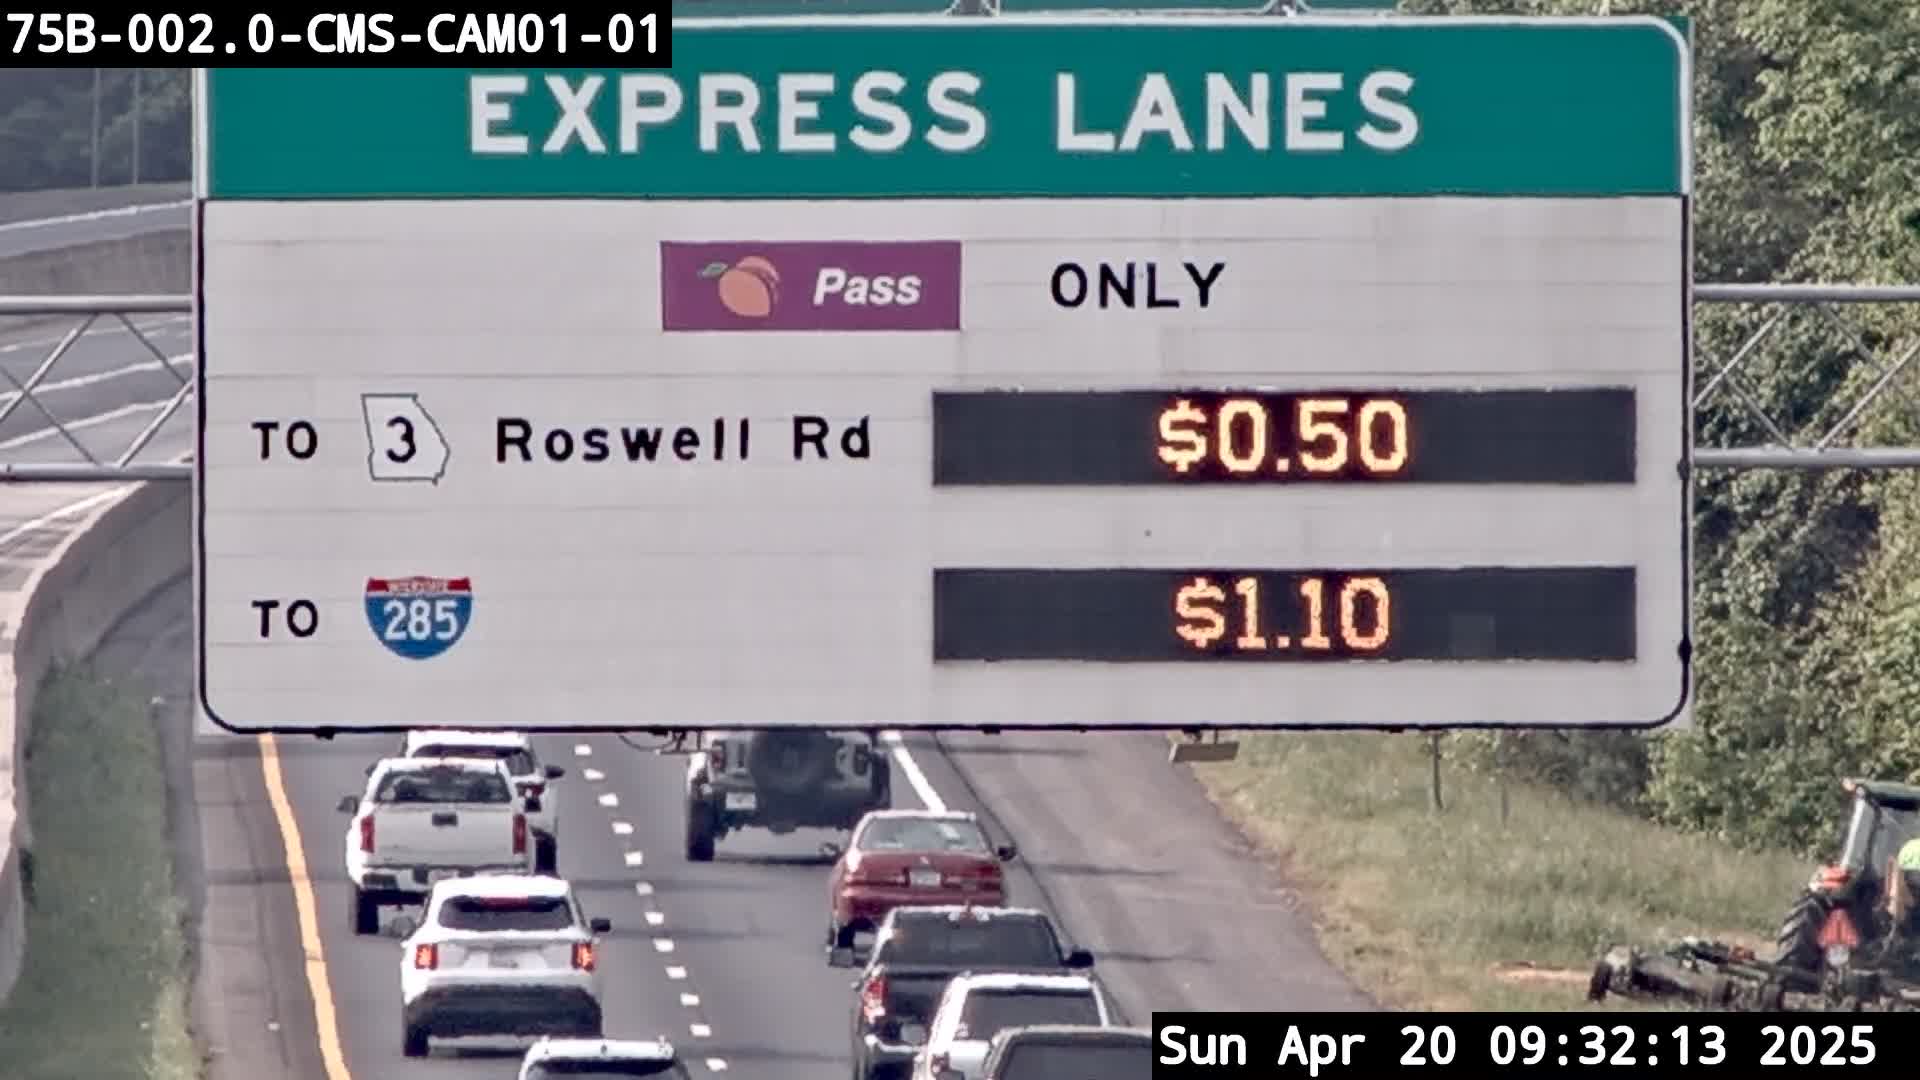 75B-002.0-CMS-CAM01-01
EXPRESS LANES
Pass ONLY
TO 3 Roswell Rd $0.50
INTERSTATE
TO 285 $1.10
Sun Apr 20 09:32:13 2025